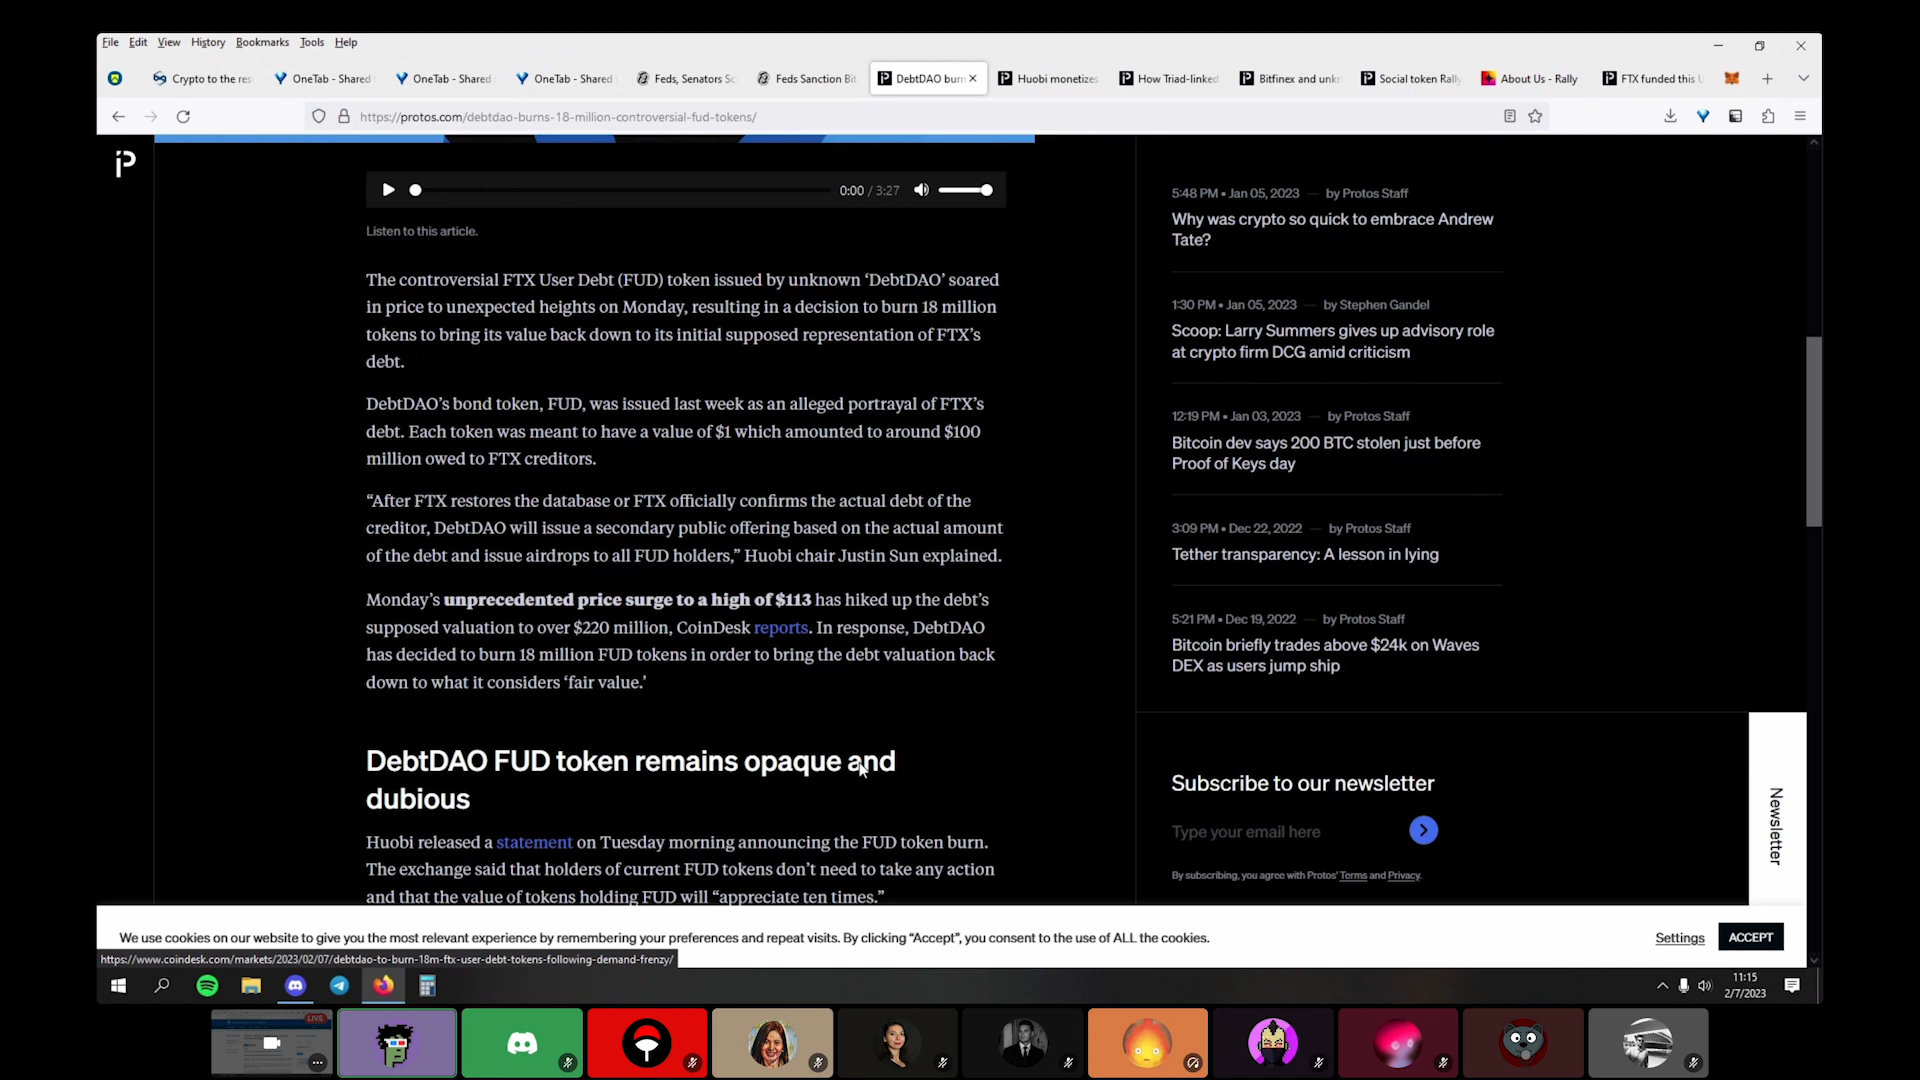 File Edit View History Bookmarks Tools Help
Crypto to the res
OneTab - Shared
OneTab - Shared
OneTab - Shared
Feds, Senators Sc
Feds Sanction Bit
DebtDAO burn
Huobi monetizes
How Triad-linked
Bitfinex and unkn
Social token Rally
About Us - Rally
FTX funded this U
https://protos.com/debtdao-burns-18-million-controversial-fud-tokens/
0:00 / 3:27
Listen to this article.
The controversial FTX User Debt (FUD) token issued by unknown ‘DebtDAO’ soared
in price to unexpected heights on Monday, resulting in a decision to burn 18 million
tokens to bring its value back down to its initial supposed representation of FTX’s
debt.
DebtDAO’s bond token, FUD, was issued last week as an alleged portrayal of FTX’s
debt. Each token was meant to have a value of $1 which amounted to around $100
million owed to FTX creditors.
“After FTX restores the database or FTX officially confirms the actual debt of the
creditor, DebtDAO will issue a secondary public offering based on the actual amount
of the debt and issue airdrops to all FUD holders,” Huobi chair Justin Sun explained.
Monday’s unprecedented price surge to a high of $113 has hiked up the debt’s
supposed valuation to over $220 million, CoinDesk reports. In response, DebtDAO
has decided to burn 18 million FUD tokens in order to bring the debt valuation back
down to what it considers ‘fair value.’
DebtDAO FUD token remains opaque and
dubious
Huobi released a statement on Tuesday morning announcing the FUD token burn.
The exchange said that holders of current FUD tokens don’t need to take any action
and that the value of tokens holding FUD will “appreciate ten times.”
5:48 PM • Jan 05, 2023 — by Protos Staff
Why was crypto so quick to embrace Andrew
Tate?
1:30 PM • Jan 05, 2023 — by Stephen Gandel
Scoop: Larry Summers gives up advisory role
at crypto firm DCG amid criticism
12:19 PM • Jan 03, 2023 — by Protos Staff
Bitcoin dev says 200 BTC stolen just before
Proof of Keys day
3:09 PM • Dec 22, 2022 — by Protos Staff
Tether transparency: A lesson in lying
5:21 PM • Dec 19, 2022 — by Protos Staff
Bitcoin briefly trades above $24k on Waves
DEX as users jump ship
Subscribe to our newsletter
Type your email here
By subscribing, you agree with Protos’ Terms and Privacy.
Newsletter
We use cookies on our website to give you the most relevant experience by remembering your preferences and repeat visits. By clicking “Accept”, you consent to the use of ALL the cookies.
Settings
ACCEPT
https://www.coindesk.com/markets/2023/02/07/debtdao-to-burn-18m-ftx-user-debt-tokens-following-demand-frenzy/
11:15
2/7/2023
LIVE